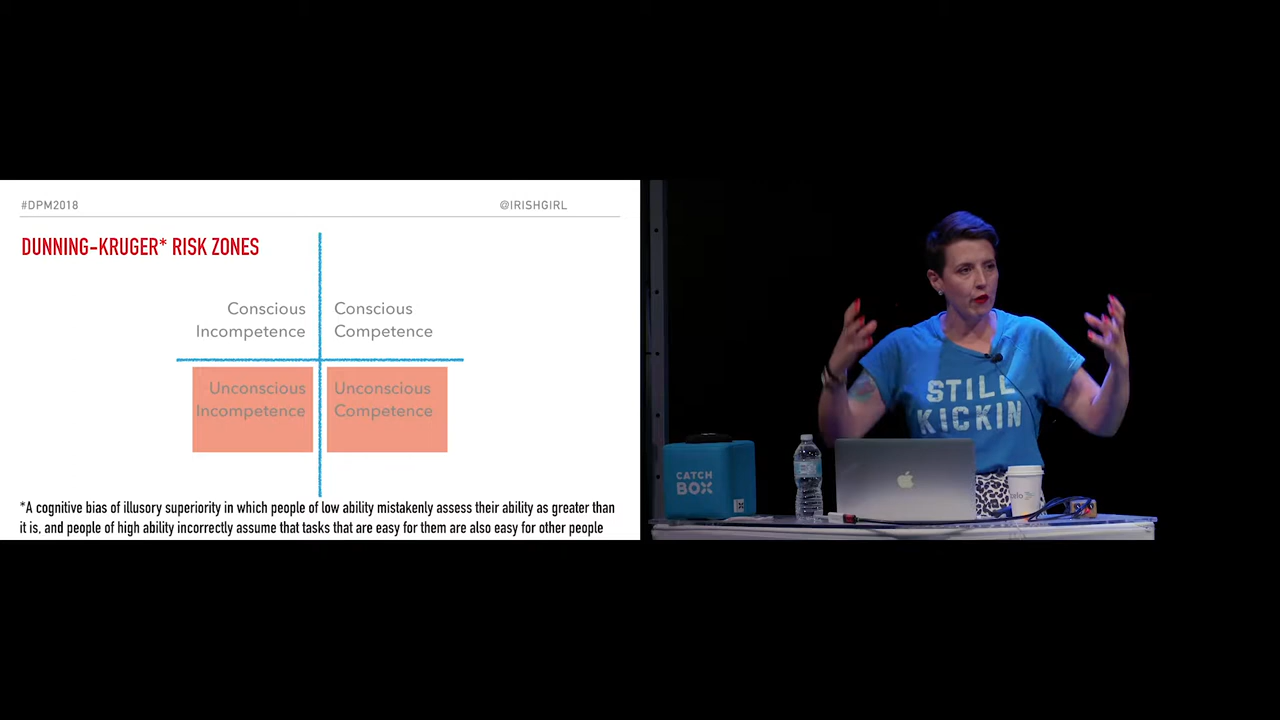 #DPM2018
@IRISHGIRL
DUNNING-KRUGER* RISK ZONES
Conscious
Incompetence
Conscious
Competence
Unconscious
Incompetence
Unconscious
Competence
*A cognitive bias of illusory superiority in which people of low ability mistakenly assess their ability as greater than
it is, and people of high ability incorrectly assume that tasks that are easy for them are also easy for other people
STILL
KICKIN
CATCH
BOX